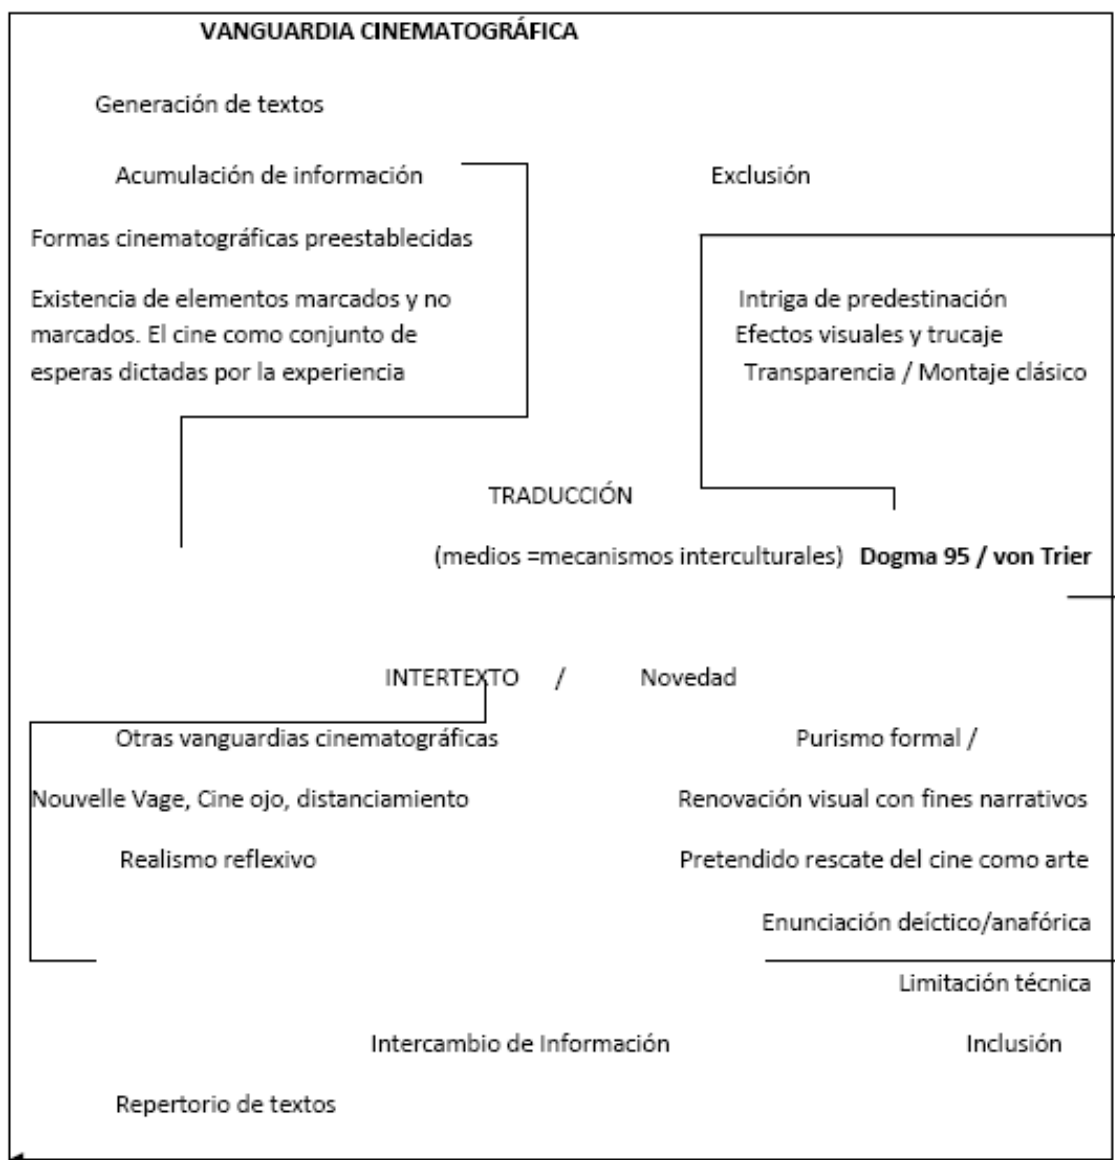 VANGUARDIA CINEMATOGRÁFICA
Generación de textos
Acumulación de información
Exclusión
Formas cinematográficas preestablecidas
Existencia de elementos marcados y no
marcados. El cine como conjunto de
esperas dictadas por la experiencia
Intriga de predestinación
Efectos visuales y trucaje
Transparencia / Montaje clásico
TRADUCCIÓN
(medios =mecanismos interculturales) Dogma 95 / von Trier
INTERTEXTO / Novedad
Otras vanguardias cinematográficas
Purismo formal /
Nouvelle Vage, Cine ojo, distanciamiento
Renovación visual con fines narrativos
Realismo reflexivo
Pretendido rescate del cine como arte
Enunciación deíctico/anafórica
Limitación técnica
Intercambio de Información
Inclusión
Repertorio de textos